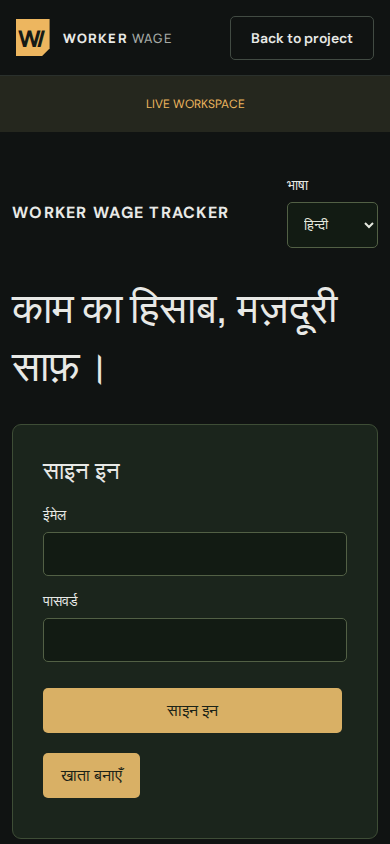 W/
WORKER WAGE
Back to project
LIVE WORKSPACE
WORKER WAGE TRACKER
भाषा
हिन्दी
काम का हिसाब, मज़दूरी
साफ़।
साइन इन
ईमेल
पासवर्ड
साइन इन
खाता बनाएँ